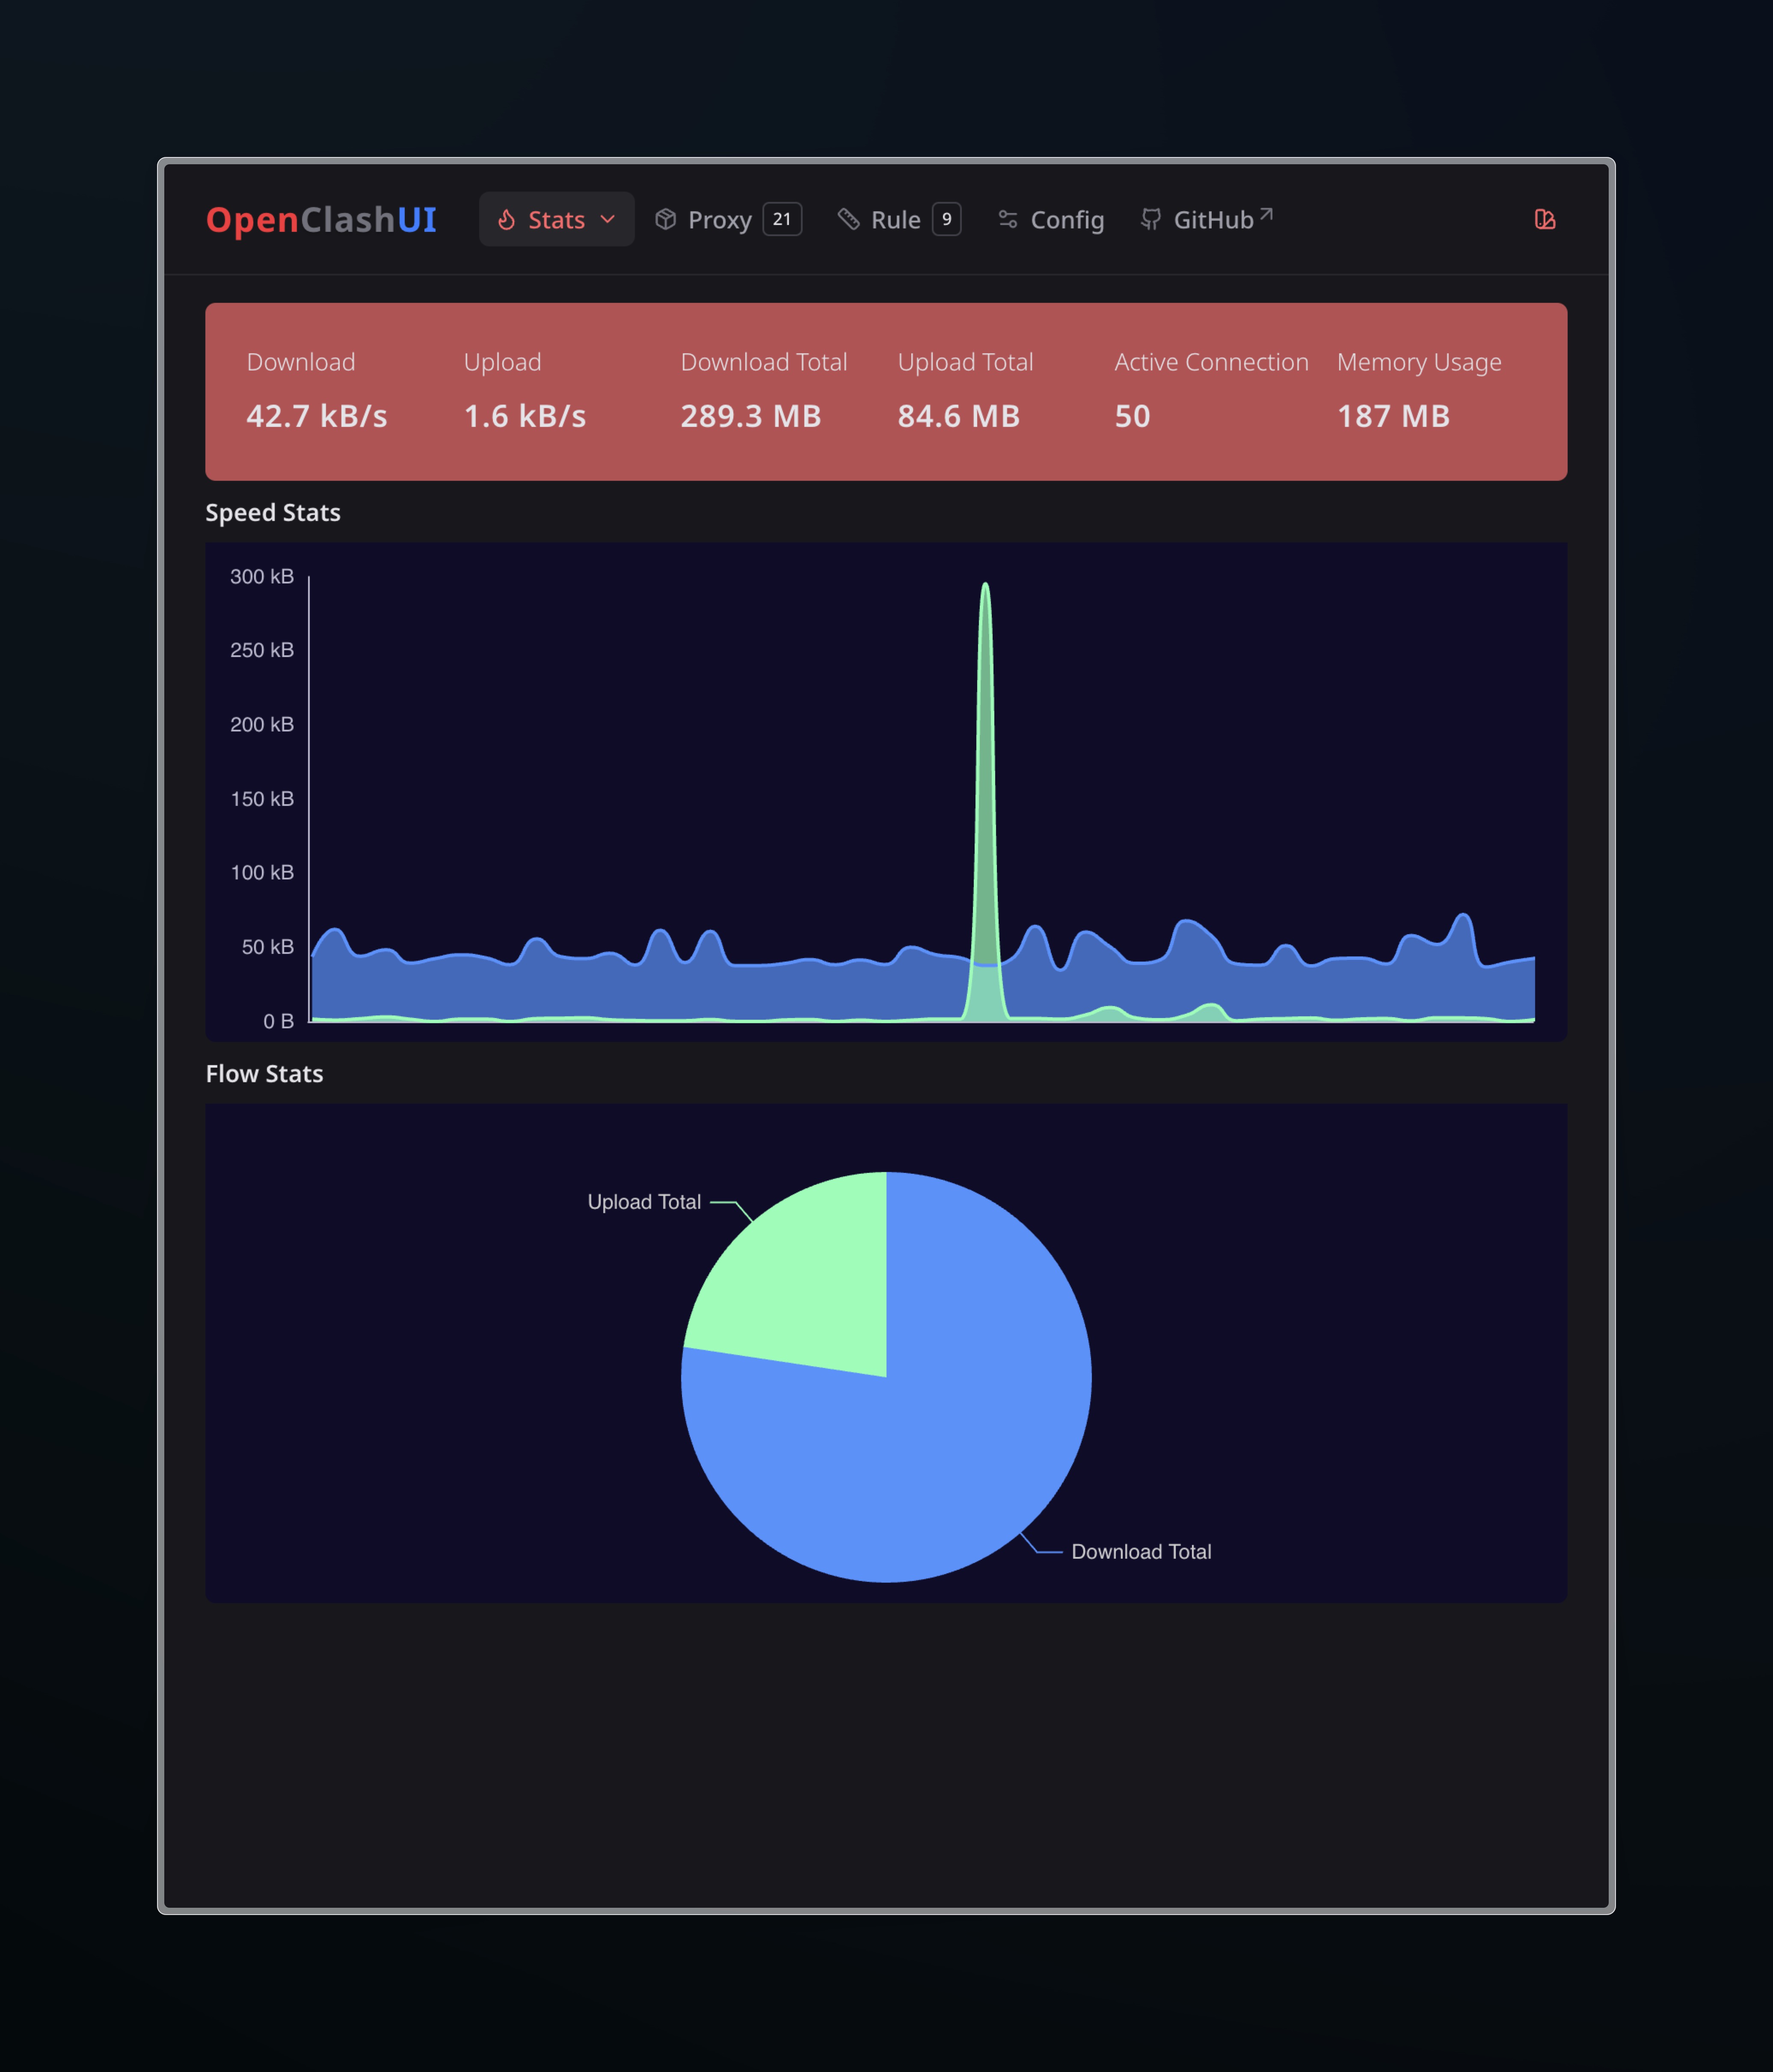 OpenClashUI Stats Proxy 21 Rule 9 Config GitHub
Download Upload Download Total Upload Total Active Connection Memory Usage
42.7 kB/s 1.6 kB/s 289.3 MB 84.6 MB 50 187 MB
Speed Stats
300 kB
250 kB
200 kB
150 kB
100 kB
50 kB
0 B
Flow Stats
Upload Total
Download Total